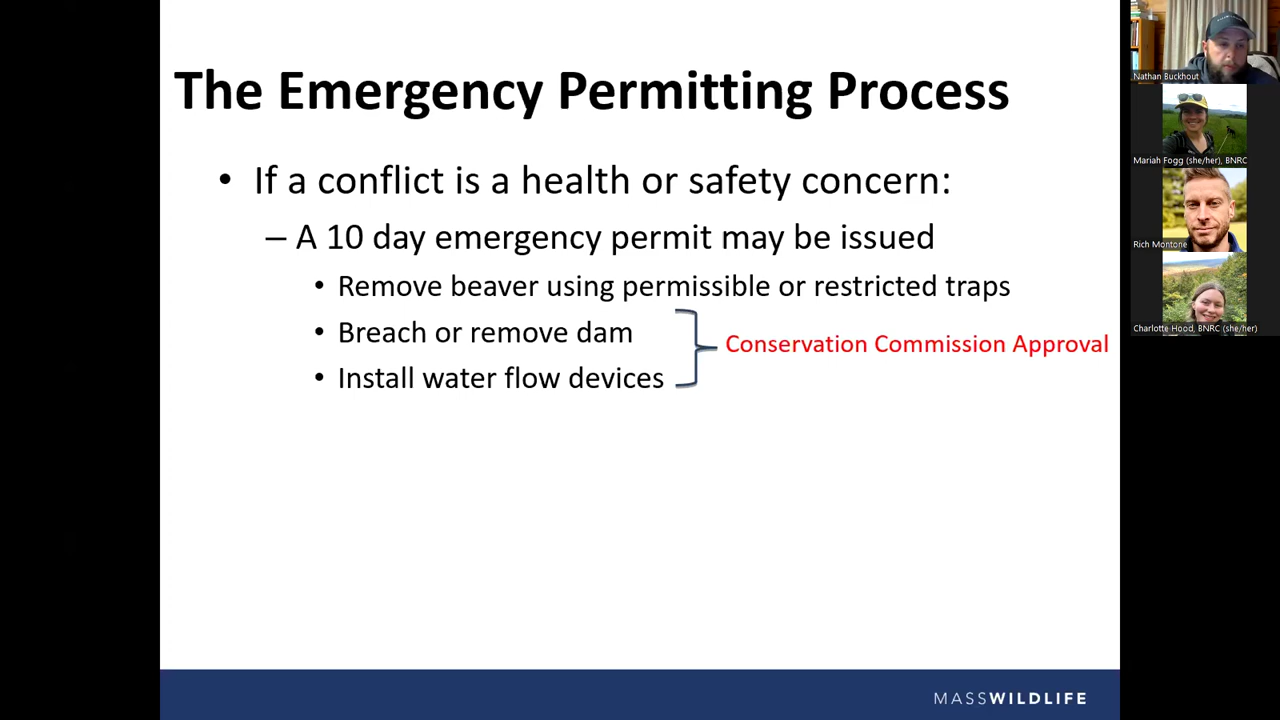 The Emergency Permitting Process
• If a conflict is a health or safety concern:
– A 10 day emergency permit may be issued
• Remove beaver using permissible or restricted traps
• Breach or remove dam
• Install water flow devices
Conservation Commission Approval
MASSWILDLIFE
Nathan Buckhout
Mariah Fogg (she/her), BNRC
Rich Montone
Charlotte Hood, BNRC (she/her)